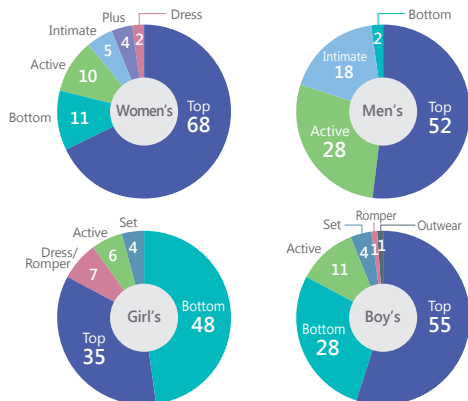 Dress
2
Plus
4
Intimate
5
Active
10
Bottom
11
Women's
Top
68
Bottom
2
Intimate
18
Active
28
Men's
Top
52
Set
4
Active
6
Dress/
Romper
7
Top
35
Girl's
Bottom
48
Romper
1
Outwear
1
Set
4
Active
11
Bottom
28
Boy's
Top
55